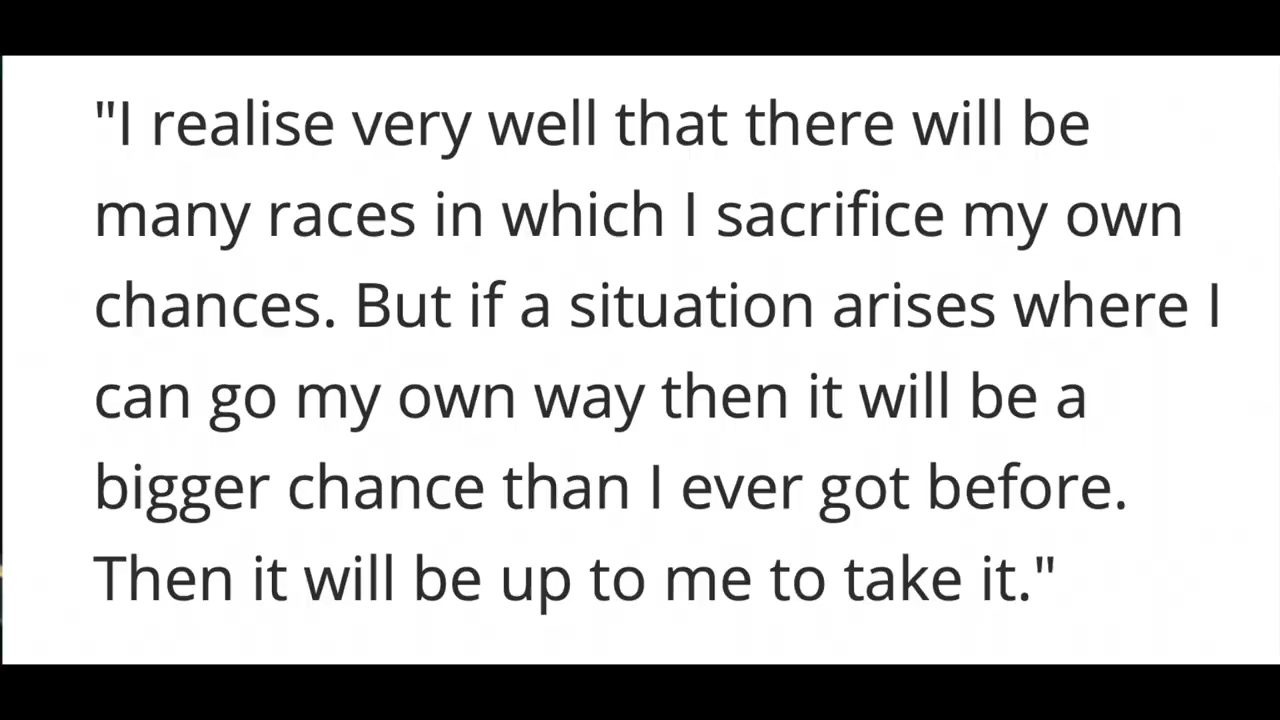 "I realise very well that there will be
many races in which I sacrifice my own
chances. But if a situation arises where I
can go my own way then it will be a
bigger chance than I ever got before.
Then it will be up to me to take it."